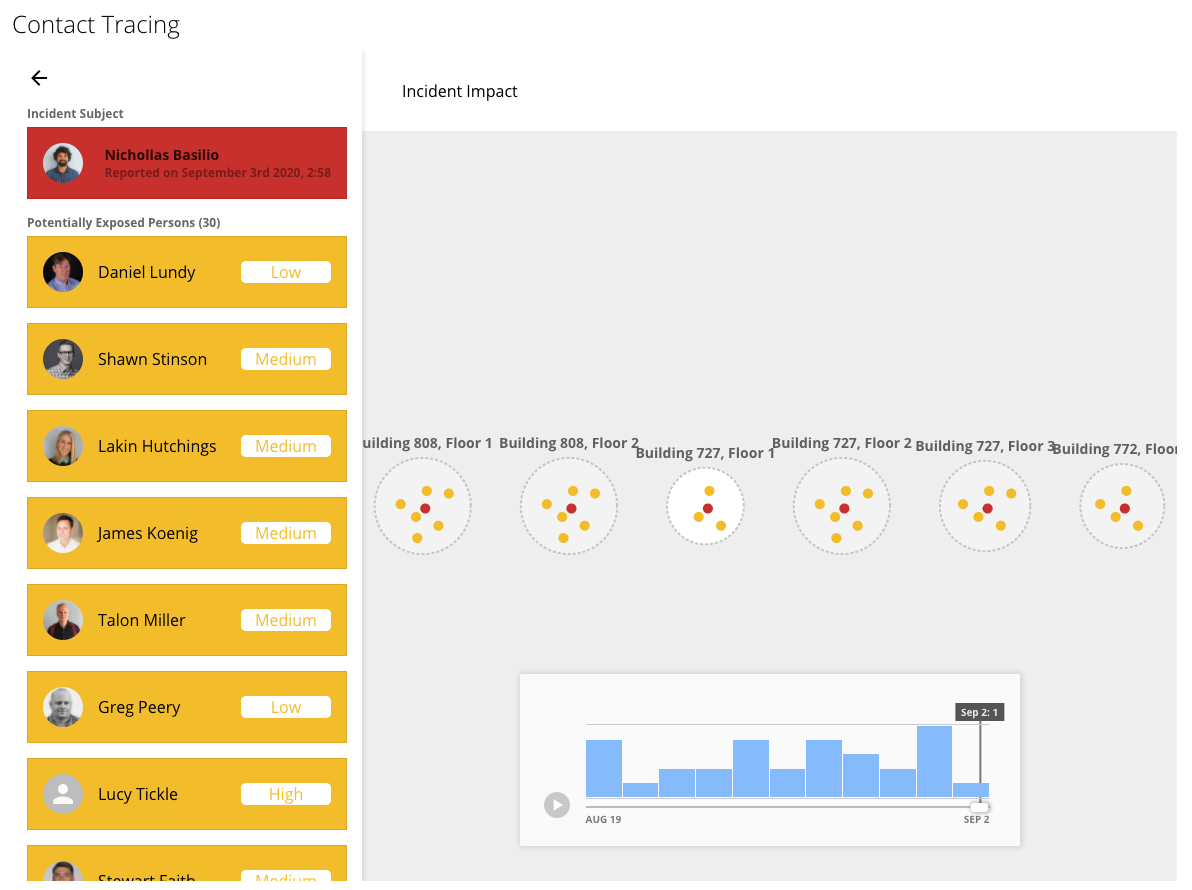 Contact Tracing
Incident Subject
Nichollas Basilio
Reported on September 3rd 2020, 2:58
Potentially Exposed Persons (30)
Daniel Lundy
Low
Shawn Stinson
Medium
Lakin Hutchings
Medium
James Koenig
Medium
Talon Miller
Medium
Greg Peery
Low
Lucy Tickle
High
Stewart Faith
Medium
Incident Impact
uilding 808, Floor 1
Building 808, Floor 2
Building 727, Floor 1
Building 727, Floor 2
Building 727, Floor 3
Building 772, Floor
Sep 2: 1
AUG 19
SEP 2